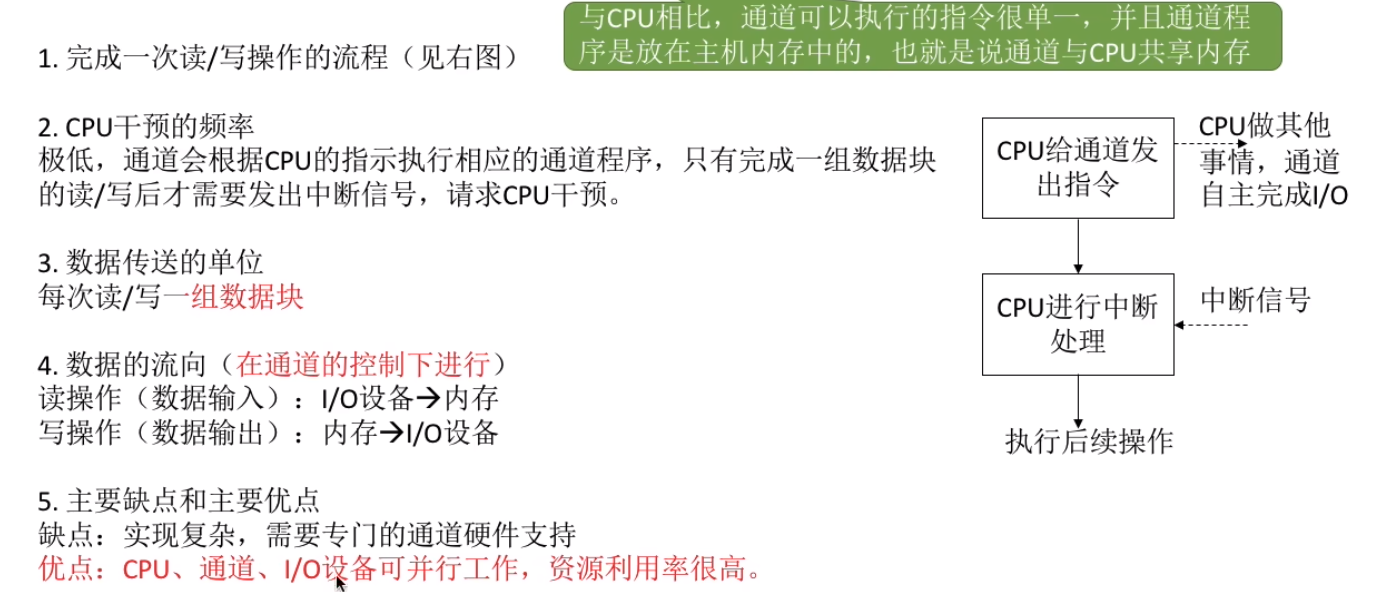 与CPU相比，通道可以执行的指令很单一，并且通道程
序是放在主机内存中的，也就是说通道与CPU共享内存
1. 完成一次读/写操作的流程（见右图）
2. CPU干预的频率
极低，通道会根据CPU的指示执行相应的通道程序，只有完成一组数据块
的读/写后才需要发出中断信号，请求CPU干预。
3. 数据传送的单位
每次读/写一组数据块
4. 数据的流向（在通道的控制下进行）
读操作（数据输入）：I/O设备→内存
写操作（数据输出）：内存→I/O设备
5. 主要缺点和主要优点
缺点：实现复杂，需要专门的通道硬件支持
优点：CPU、通道、I/O设备可并行工作，资源利用率很高。
CPU给通道发
出指令
CPU做其他
事情，通道
自主完成I/O
CPU进行中断
处理
中断信号
执行后续操作